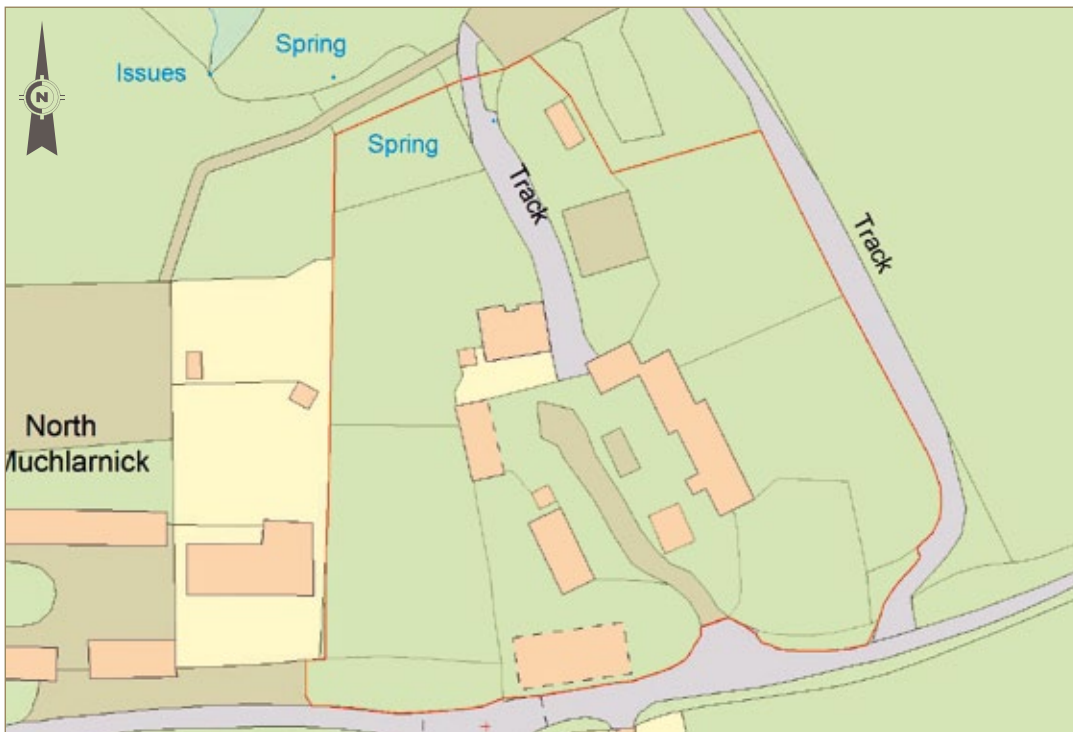 Spring
Issues
N
Spring
Track
Track
North
Muchlarnick